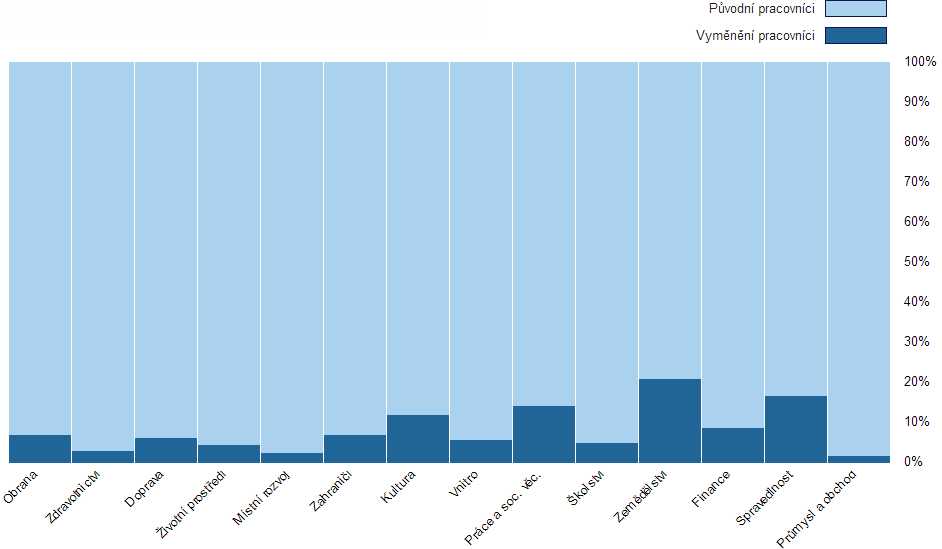 Původní pracovníci
Vyměnění pracovníci
100%
90%
80%
70%
60%
50%
40%
30%
20%
10%
0%
Obrana
Zdravotnictví
Doprava
Životní prostředí
Místní rozvoj
Zahraničí
Kultura
Vnitro
Práce a soc. věc.
Školství
Zemědělství
Finance
Spravedlnost
Průmysl a obchod